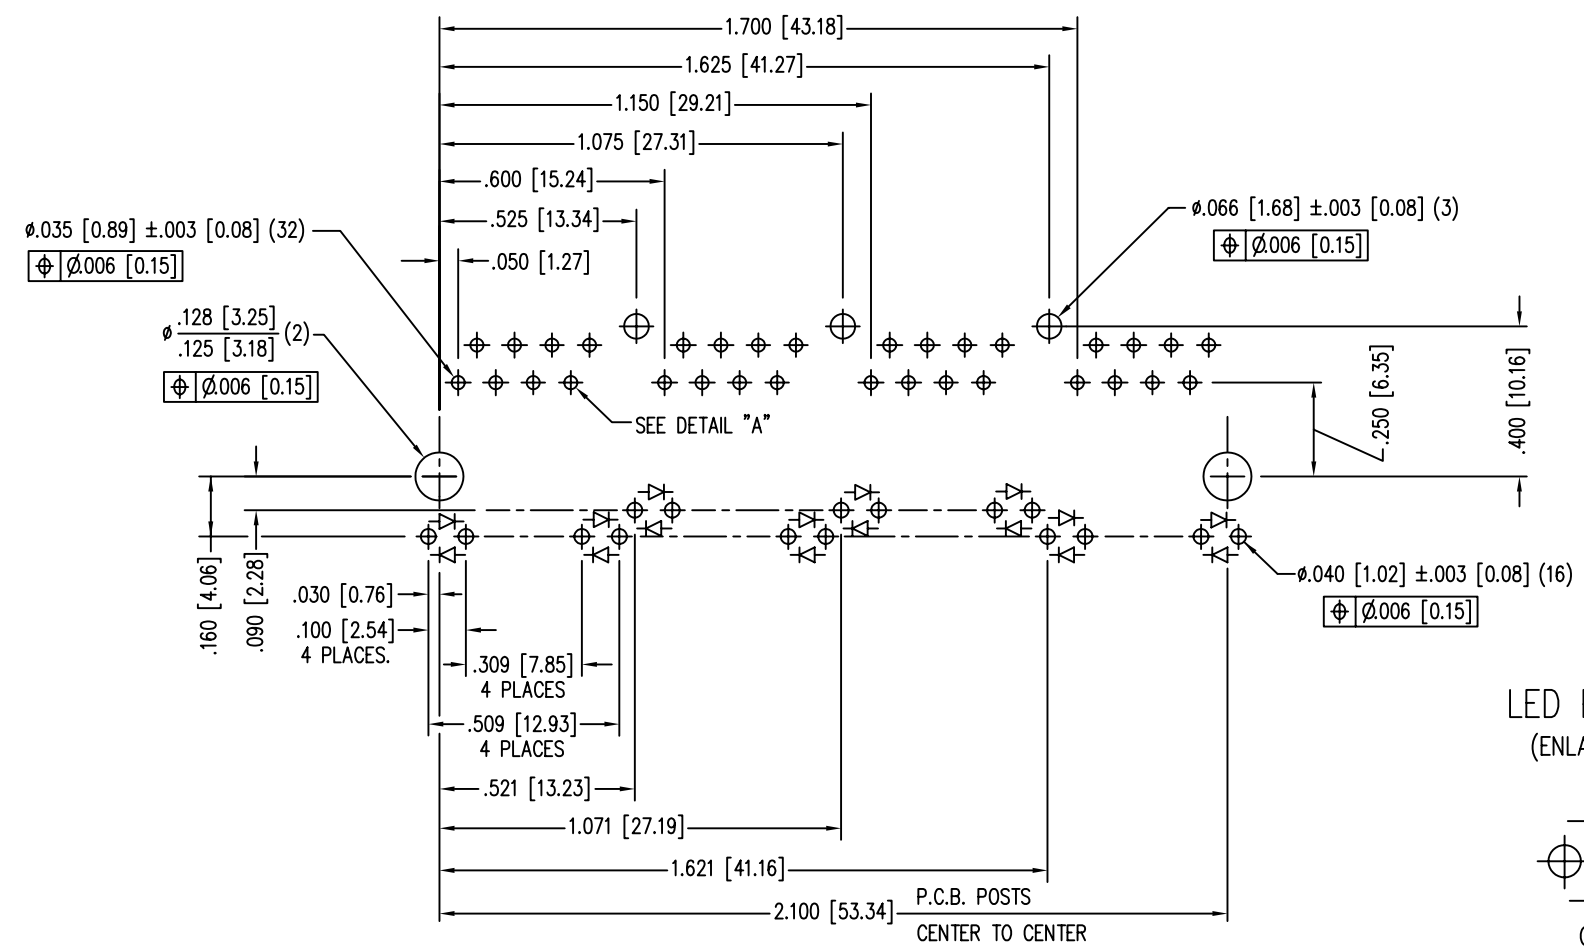 1.700 [43.18]
1.625 [41.27]
1.150 [29.21]
1.075 [27.31]
.600 [15.24]
.525 [13.34]
.050 [1.27]
ø.035 [0.89] ±.003 [0.08] (32)
⌖ Ø.006 [0.15]
ø.066 [1.68] ±.003 [0.08] (3)
⌖ Ø.006 [0.15]
ø .128 [3.25]
.125 [3.18] (2)
⌖ Ø.006 [0.15]
SEE DETAIL "A"
.250 [6.35]
.400 [10.16]
.160 [4.06]
.090 [2.28]
ø.040 [1.02] ±.003 [0.08] (16)
⌖ Ø.006 [0.15]
.030 [0.76]
.100 [2.54]
4 PLACES.
.309 [7.85]
4 PLACES
.509 [12.93]
4 PLACES
.521 [13.23]
1.071 [27.19]
1.621 [41.16]
2.100 [53.34]
P.C.B. POSTS
CENTER TO CENTER
LED
(ENLA